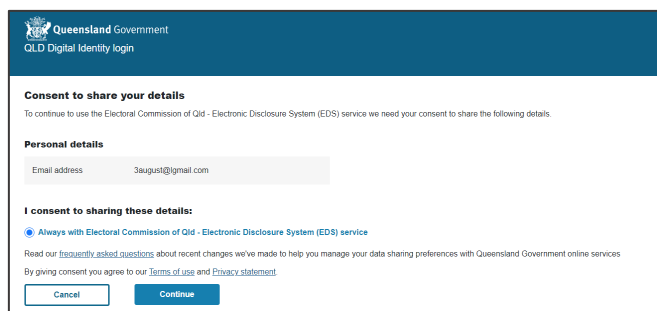 Queensland Government
QLD Digital Identity login
Consent to share your details
To continue to use the Electoral Commission of Qld - Electronic Disclosure System (EDS) service we need your consent to share the following details.
Personal details
Email address 3august@lgmail.com
I consent to sharing these details:
Always with Electoral Commission of Qld - Electronic Disclosure System (EDS) service
Read our frequently asked questions about recent changes we've made to help you manage your data sharing preferences with Queensland Government online services
By giving consent you agree to our Terms of use and Privacy statement.
Cancel Continue